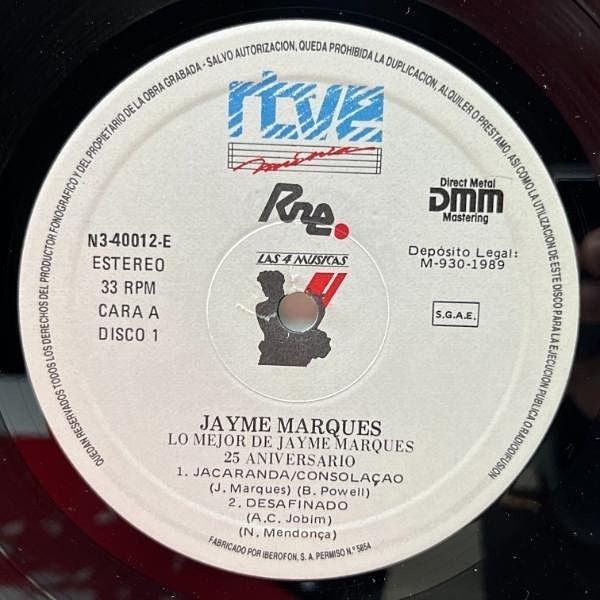 QUEDAN RESERVADOS TODOS LOS DERECHOS DEL PRODUCTOR FONOGRAFICO Y DEL PROPIETARIO DE LA OBRA GRABADA - SALVO AUTORIZACION, QUEDA PROHIBIDA LA DUPLICACION, ALQUILER O PRESTAMO, ASI COMO LA UTILIZACION DE ESTE DISCO PARA LA EJECUCION PUBLICA O RADIODIFUSION
rtve
música
Rne.
Direct Metal
DMM
Mastering
N3-40012-E
ESTEREO
33 RPM
CARA A
DISCO 1
LAS 4 MUSICAS
Depósito Legal:
M-930-1989
S.G.A.E.
JAYME MARQUES
LO MEJOR DE JAYME MARQUES
25 ANIVERSARIO
1. JACARANDA/CONSOLAÇAO
(J. Marques) (B. Powell)
2. DESAFINADO
(A.C. Jobim)
(N. Mendonça)
FABRICADO POR IBEROFON, S. A. PERMISO N.º 5854